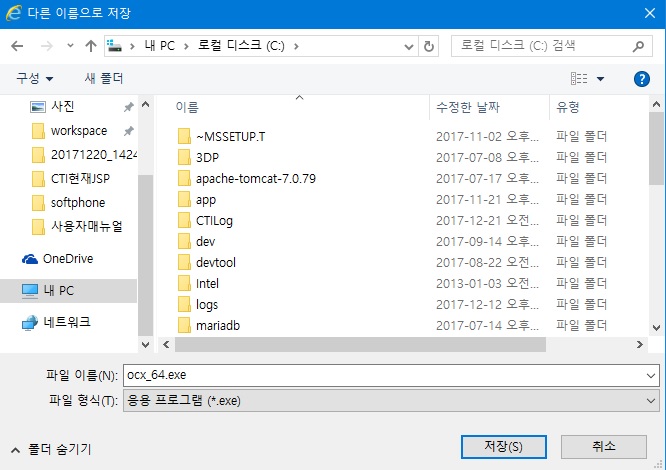 다른 이름으로 저장
내 PC > 로컬 디스크 (C:) >
로컬 디스크 (C:) 검색
구성 새 폴더
사진
workspace
20171220_1424
CTI현재JSP
softphone
사용자매뉴얼
OneDrive
내 PC
네트워크
이름 수정한 날짜 유형
~MSSETUP.T 2017-11-02 오후... 파일 폴더
3DP 2017-07-08 오후... 파일 폴더
apache-tomcat-7.0.79 2017-07-17 오후... 파일 폴더
app 2017-11-21 오후... 파일 폴더
CTILog 2017-12-21 오전... 파일 폴더
dev 2017-09-14 오후... 파일 폴더
devtool 2017-08-22 오전... 파일 폴더
Intel 2013-01-03 오전... 파일 폴더
logs 2017-12-12 오후... 파일 폴더
mariadb 2017-07-14 오후... 파일 폴더
파일 이름(N): ocx_64.exe
파일 형식(T): 응용 프로그램 (*.exe)
폴더 숨기기
저장(S) 취소